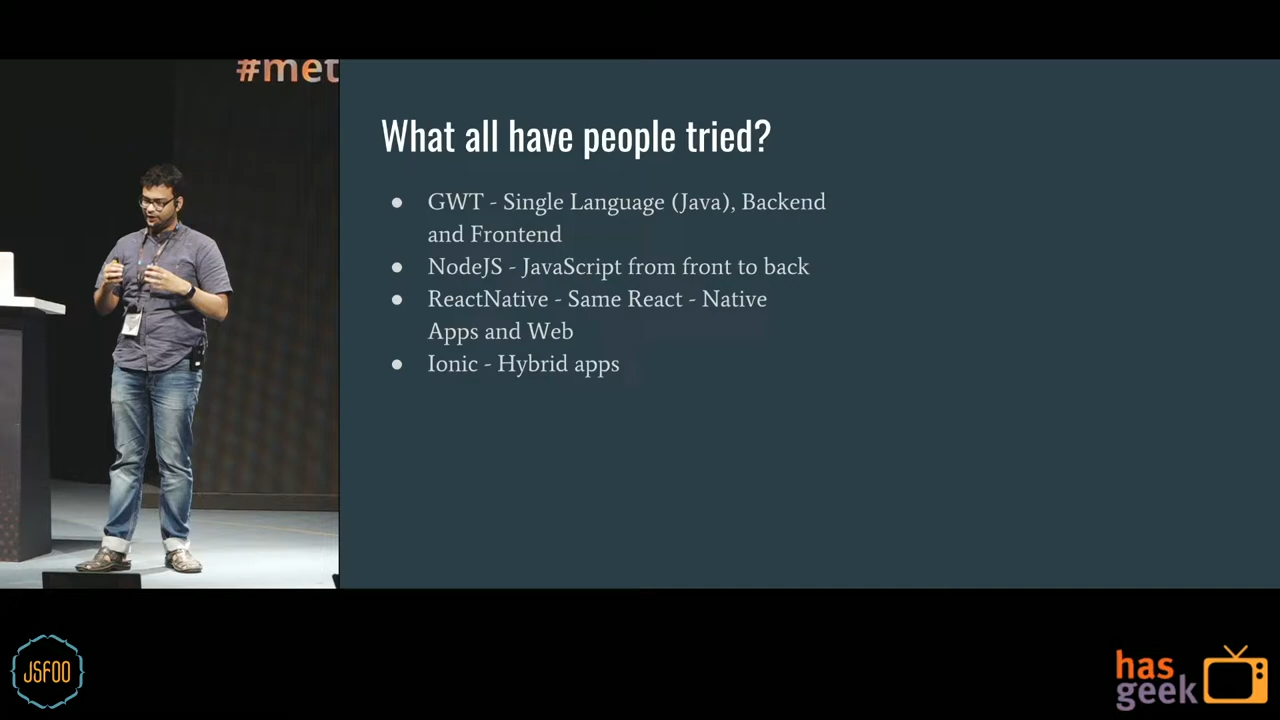 #met
What all have people tried?
● GWT - Single Language (Java), Backend
and Frontend
● NodeJS - JavaScript from front to back
● ReactNative - Same React - Native
Apps and Web
● Ionic - Hybrid apps
JSFOO
has
geek